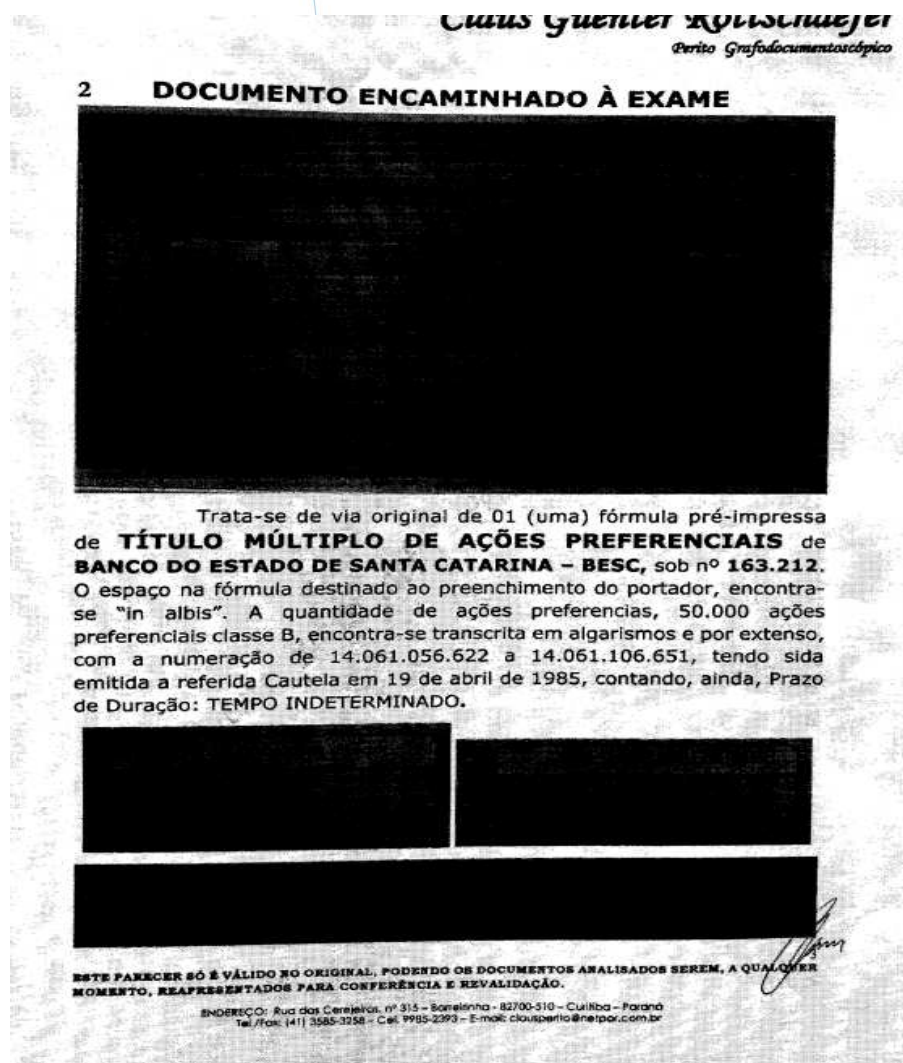 Claus Guenter Rottschaefer
Perito Grafodocumentoscópico
2 DOCUMENTO ENCAMINHADO À EXAME
Trata-se de via original de 01 (uma) fórmula pré-impressa
de TÍTULO MÚLTIPLO DE AÇÕES PREFERENCIAIS de
BANCO DO ESTADO DE SANTA CATARINA – BESC, sob nº 163.212.
O espaço na fórmula destinado ao preenchimento do portador, encontra-
se "in albis". A quantidade de ações preferencias, 50.000 ações
preferenciais classe B, encontra-se transcrita em algarismos e por extenso,
com a numeração de 14.061.056.622 a 14.061.106.651, tendo sida
emitida a referida Cautela em 19 de abril de 1985, contando, ainda, Prazo
de Duração: TEMPO INDETERMINADO.
ESTE PARECER SÓ É VÁLIDO NO ORIGINAL, PODENDO OS DOCUMENTOS ANALISADOS SEREM, A QUALQUER
MOMENTO, REAPRESENTADOS PARA CONFERÊNCIA E REVALIDAÇÃO.
ENDEREÇO: Rua das Cerejeiras, nº 315 – Barreirinha - 82700-510 – Curitiba – Paraná
Tel./Fax: (41) 3585-3258 – Cel. 9985-2393 – E-mail: clausperito@netpar.com.br